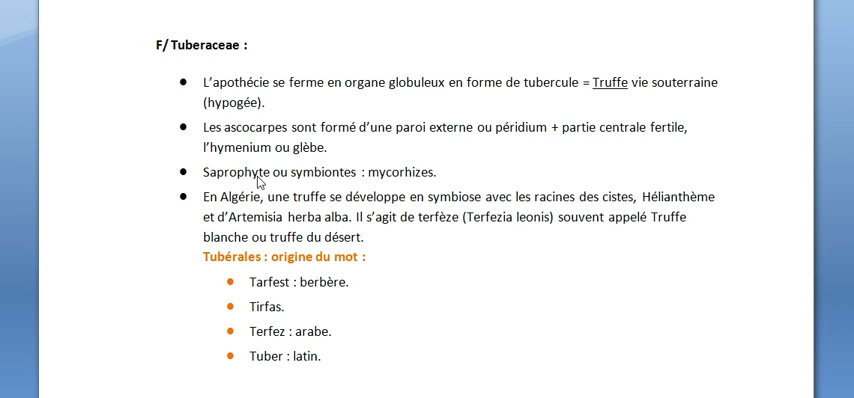 F/ Tuberaceae :
● L’apothécie se ferme en organe globuleux en forme de tubercule = Truffe vie souterraine
(hypogée).
● Les ascocarpes sont formé d’une paroi externe ou péridium + partie centrale fertile,
l’hymenium ou glèbe.
● Saprophyte ou symbiontes : mycorhizes.
● En Algérie, une truffe se développe en symbiose avec les racines des cistes, Hélianthème
et d’Artemisia herba alba. Il s’agit de terfèze (Terfezia leonis) souvent appelé Truffe
blanche ou truffe du désert.
Tubérales : origine du mot :
● Tarfest : berbère.
● Tirfas.
● Terfez : arabe.
● Tuber : latin.